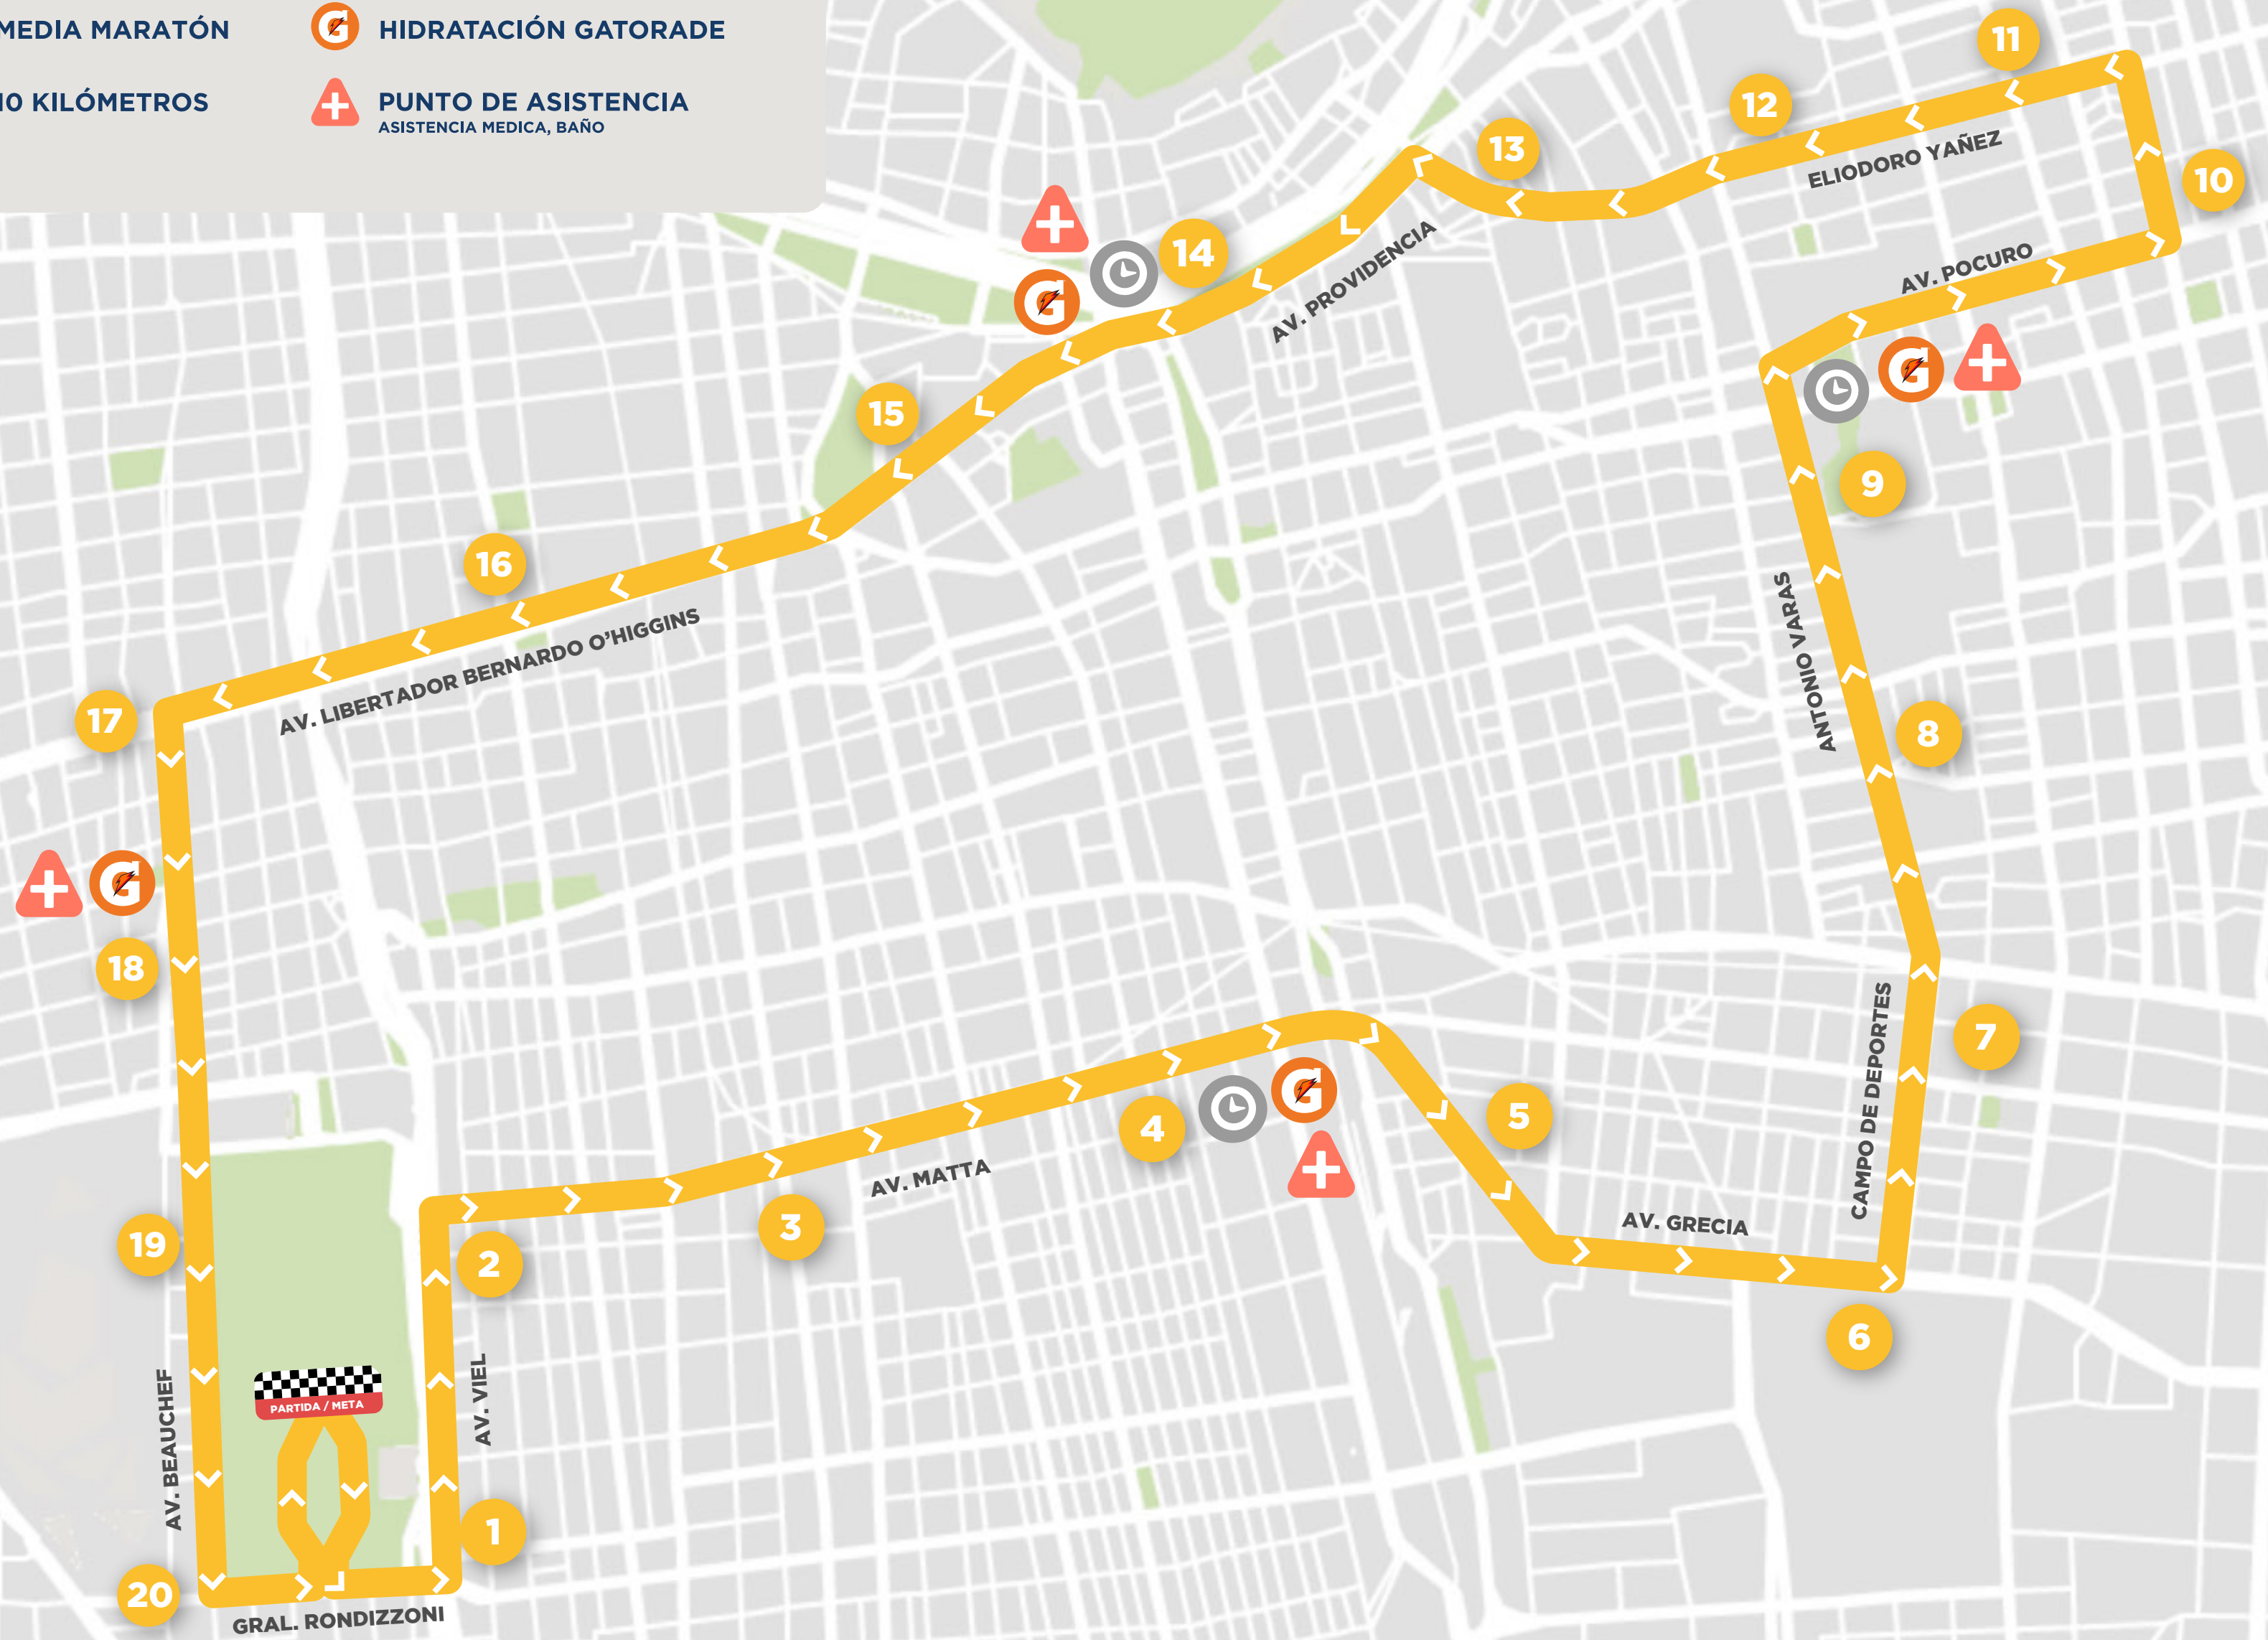 MEDIA MARATÓN
HIDRATACIÓN GATORADE
10 KILÓMETROS
PUNTO DE ASISTENCIA
ASISTENCIA MEDICA, BAÑO
11
12
13
ELIODORO YAÑEZ
10
14
AV. PROVIDENCIA
AV. POCURO
G
G
15
9
16
AV. LIBERTADOR BERNARDO O'HIGGINS
ANTONIO VARAS
17
8
G
18
CAMPO DE DEPORTES
7
G
4
5
AV. MATTA
3
AV. GRECIA
19
2
6
PARTIDA / META
AV. BEAUCHEF
AV. VIEL
1
20
GRAL. RONDIZZONI